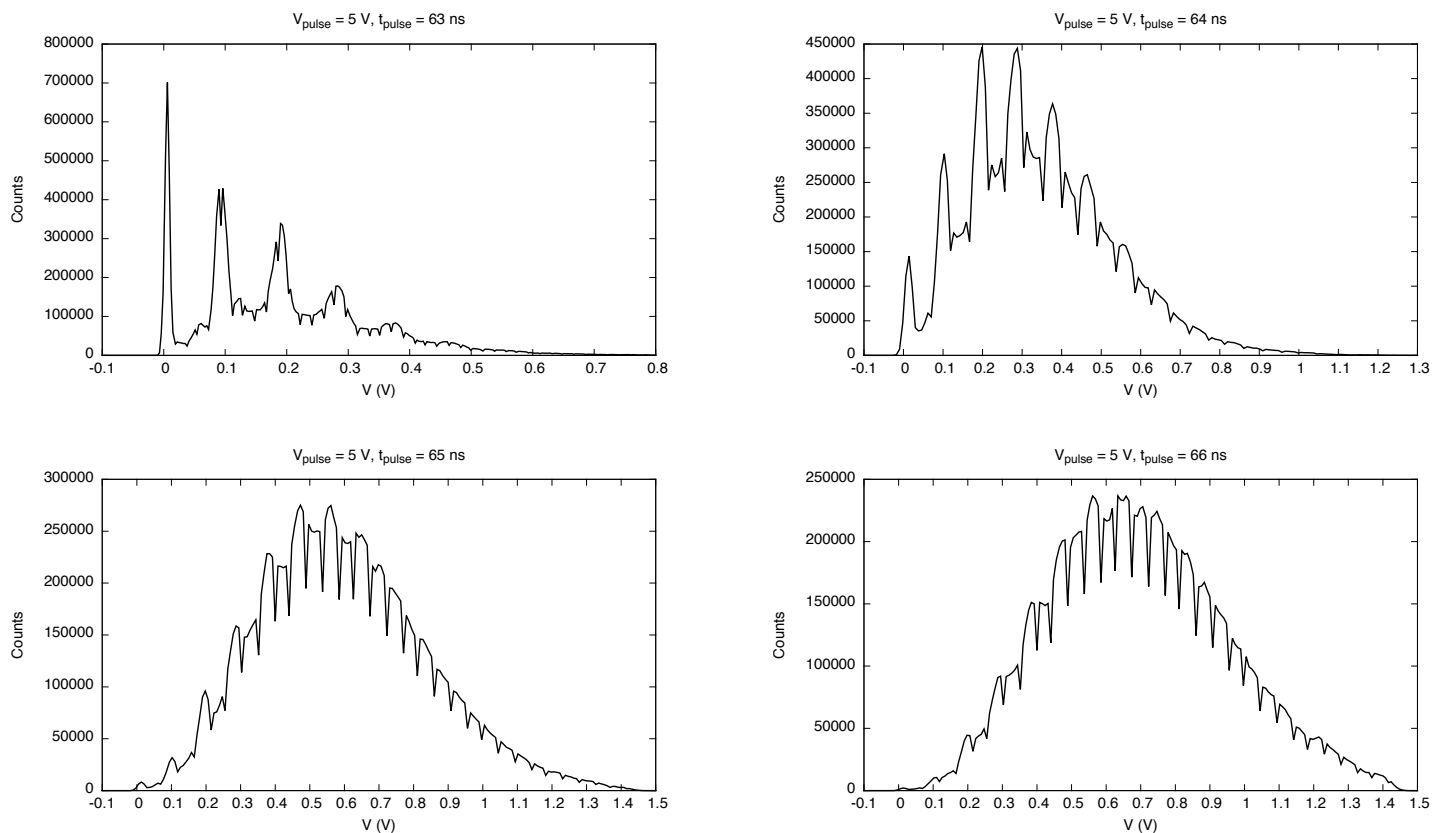 V_pulse = 5 V, t_pulse = 63 ns
800000
700000
600000
500000
400000
300000
200000
100000
0
Counts
-0.1 0 0.1 0.2 0.3 0.4 0.5 0.6 0.7 0.8
V (V)
V_pulse = 5 V, t_pulse = 64 ns
450000
400000
350000
300000
250000
200000
150000
100000
50000
0
Counts
-0.1 0 0.1 0.2 0.3 0.4 0.5 0.6 0.7 0.8 0.9 1 1.1 1.2 1.3
V (V)
V_pulse = 5 V, t_pulse = 65 ns
300000
250000
200000
150000
100000
50000
0
Counts
-0.1 0 0.1 0.2 0.3 0.4 0.5 0.6 0.7 0.8 0.9 1 1.1 1.2 1.3 1.4 1.5
V (V)
V_pulse = 5 V, t_pulse = 66 ns
250000
200000
150000
100000
50000
0
Counts
-0.1 0 0.1 0.2 0.3 0.4 0.5 0.6 0.7 0.8 0.9 1 1.1 1.2 1.3 1.4 1.5
V (V)